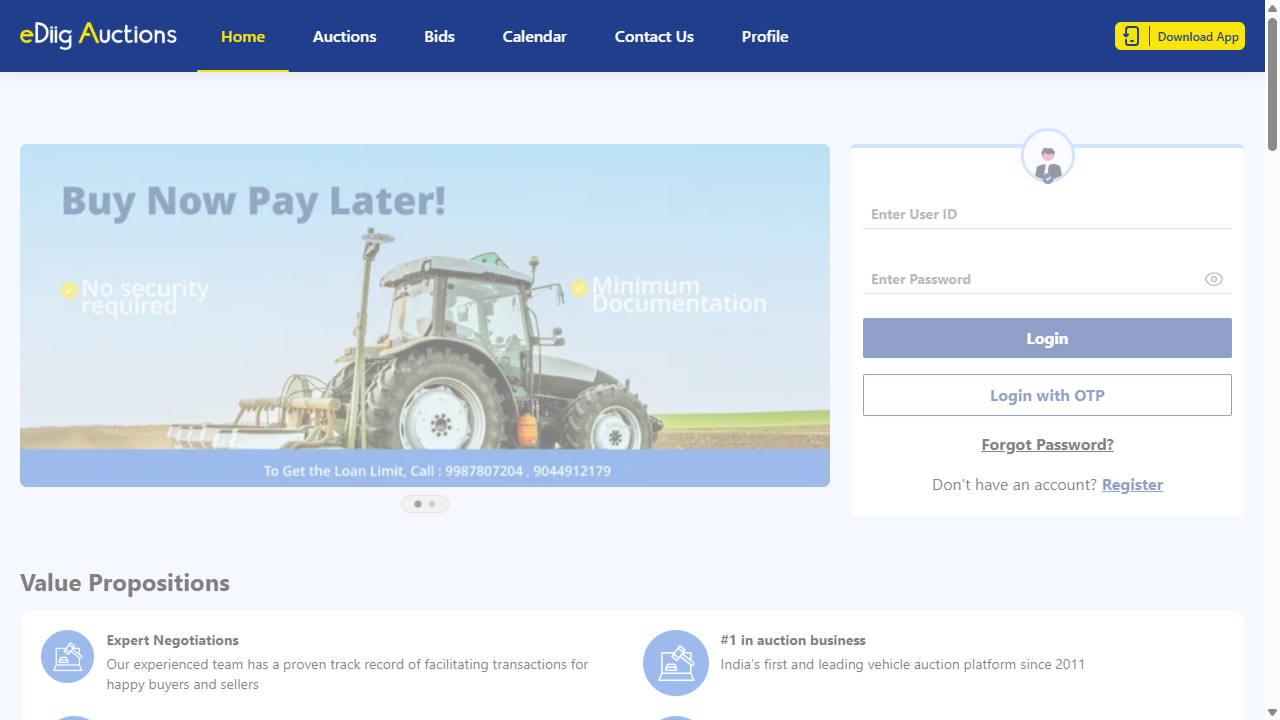 eDiig Auctions
Home
Auctions
Bids
Calendar
Contact Us
Profile
Download App
Buy Now Pay Later!
No security
required
Minimum
Documentation
To Get the Loan Limit, Call : 9987807204 , 9044912179
Enter User ID
Enter Password
Login
Login with OTP
Forgot Password?
Don't have an account? Register
Value Propositions
Expert Negotiations
Our experienced team has a proven track record of facilitating transactions for
happy buyers and sellers
#1 in auction business
India's first and leading vehicle auction platform since 2011